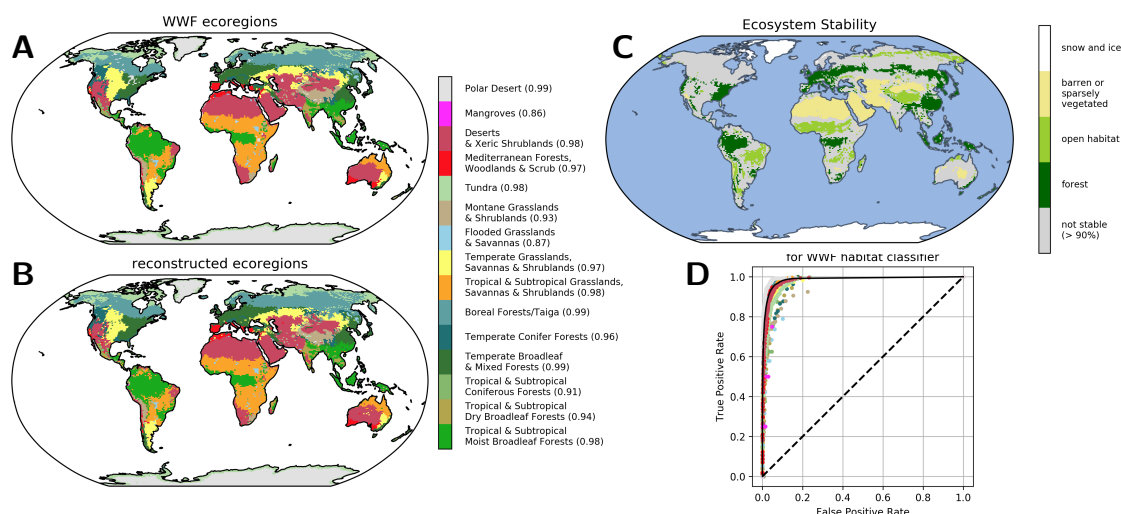 A
WWF ecoregions
Polar Desert (0.99)
Mangroves (0.86)
Deserts
& Xeric Shrublands (0.98)
Mediterranean Forests,
Woodlands & Scrub (0.97)
Tundra (0.98)
Montane Grasslands
& Shrublands (0.93)
Flooded Grasslands
& Savannas (0.87)
Temperate Grasslands,
Savannas & Shrublands (0.97)
Tropical & Subtropical Grasslands,
Savannas & Shrublands (0.98)
Boreal Forests/Taiga (0.99)
Temperate Conifer Forests (0.96)
Temperate Broadleaf
& Mixed Forests (0.99)
Tropical & Subtropical
Coniferous Forests (0.91)
Tropical & Subtropical
Dry Broadleaf Forests (0.94)
Tropical & Subtropical
Moist Broadleaf Forests (0.98)
B
reconstructed ecoregions
C
Ecosystem Stability
snow and ice
barren or
sparsely
vegetated
open habitat
forest
not stable
(> 90%)
D
for WWF habitat classifier
True Positive Rate
1.0
0.8
0.6
0.4
0.2
0.0
0.0
0.2
0.4
0.6
0.8
1.0
False Positive Rate